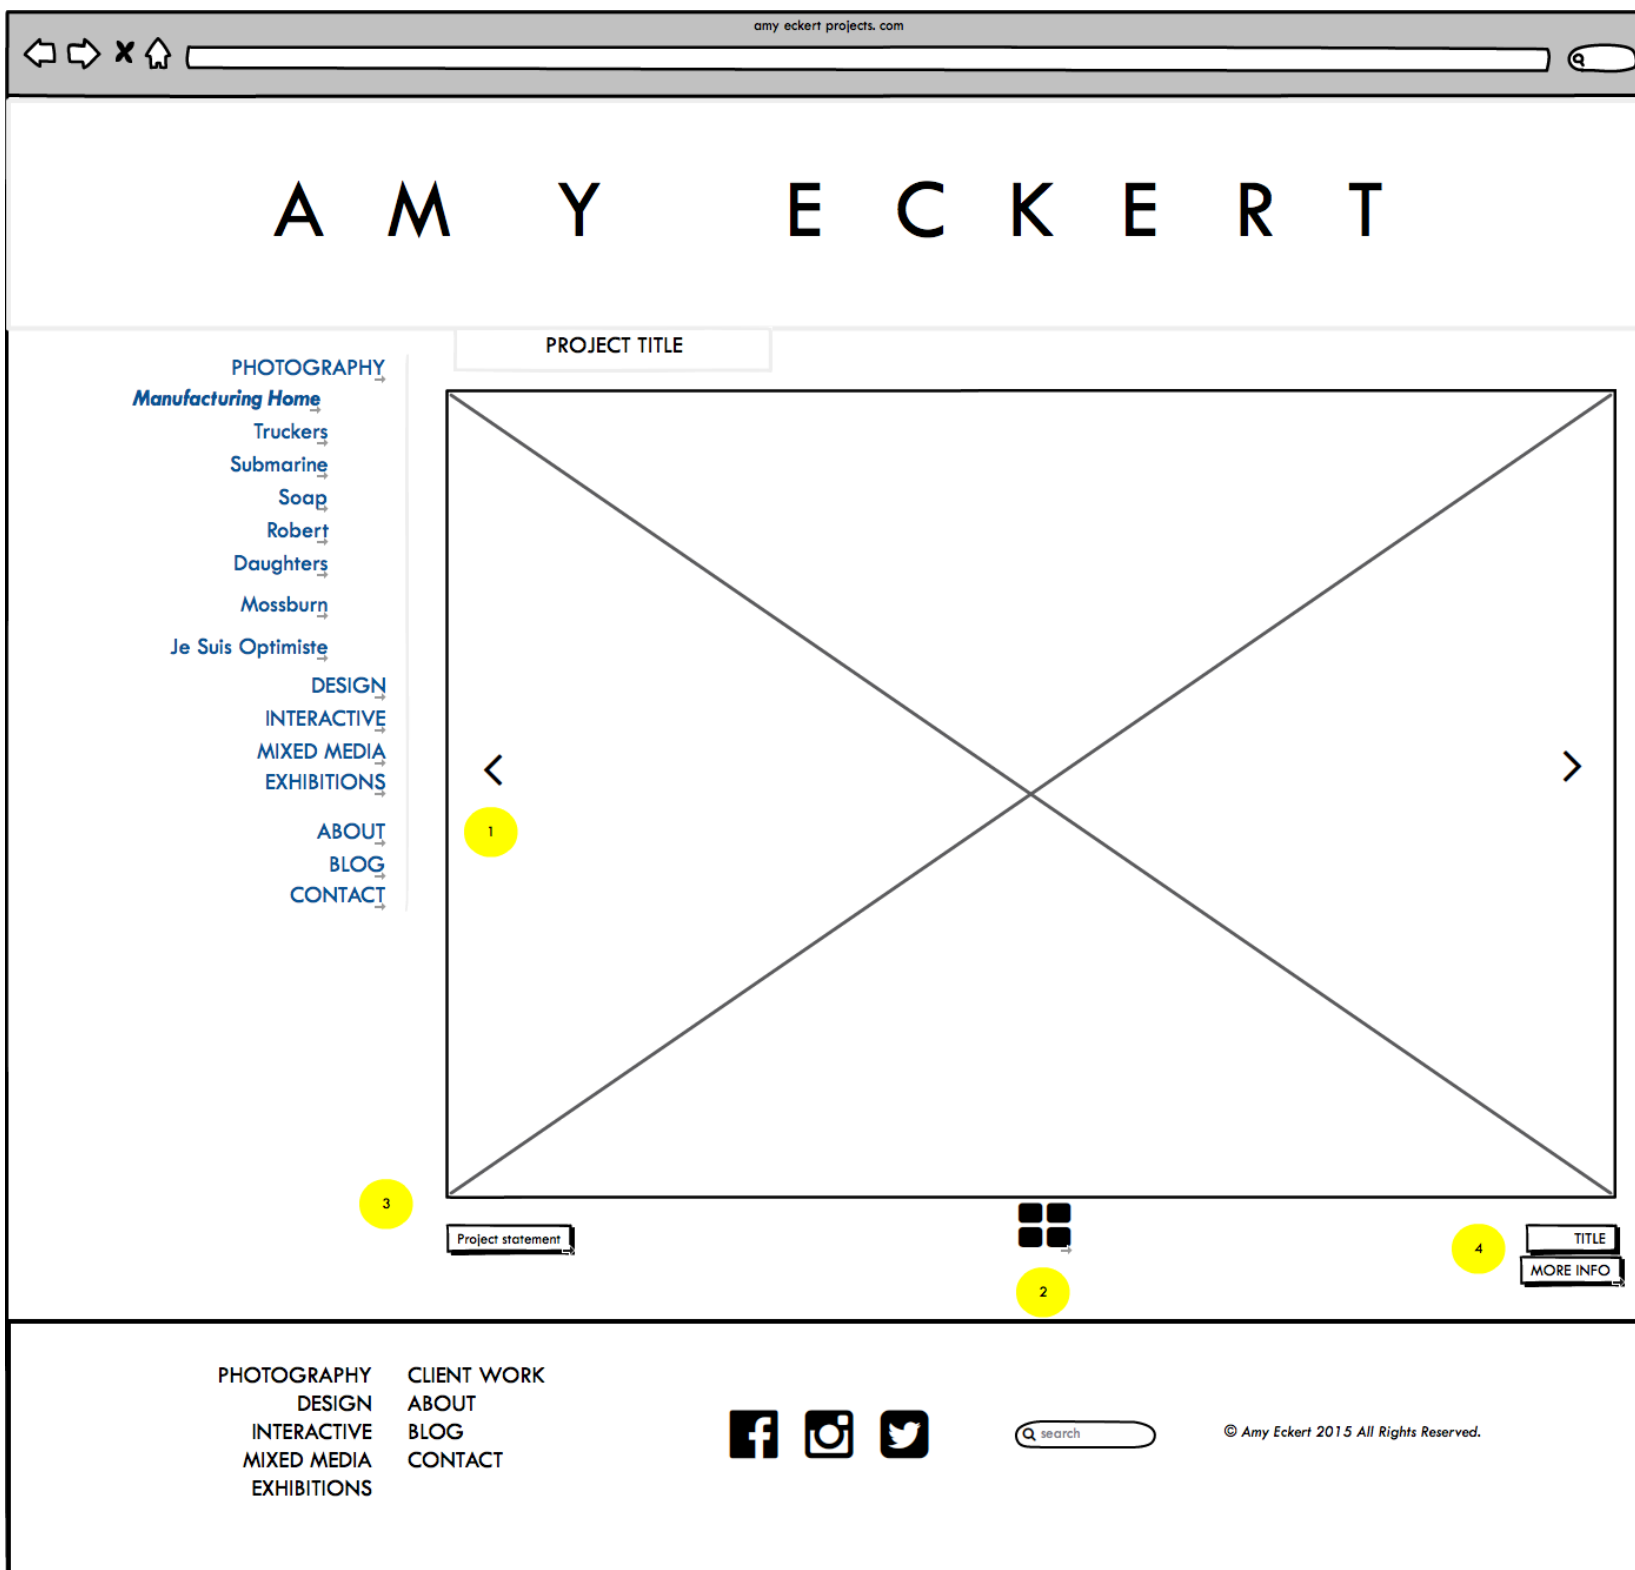 amy eckert projects. com
AMY ECKERT
PROJECT TITLE
PHOTOGRAPHY
Manufacturing Home
Truckers
Submarine
Soap
Robert
Daughters
Mossburn
Je Suis Optimiste
DESIGN
INTERACTIVE
MIXED MEDIA
EXHIBITIONS
ABOUT
BLOG
CONTACT
1
3
Project statement
2
4
TITLE
MORE INFO
PHOTOGRAPHY
DESIGN
INTERACTIVE
MIXED MEDIA
EXHIBITIONS
CLIENT WORK
ABOUT
BLOG
CONTACT
search
© Amy Eckert 2015 All Rights Reserved.